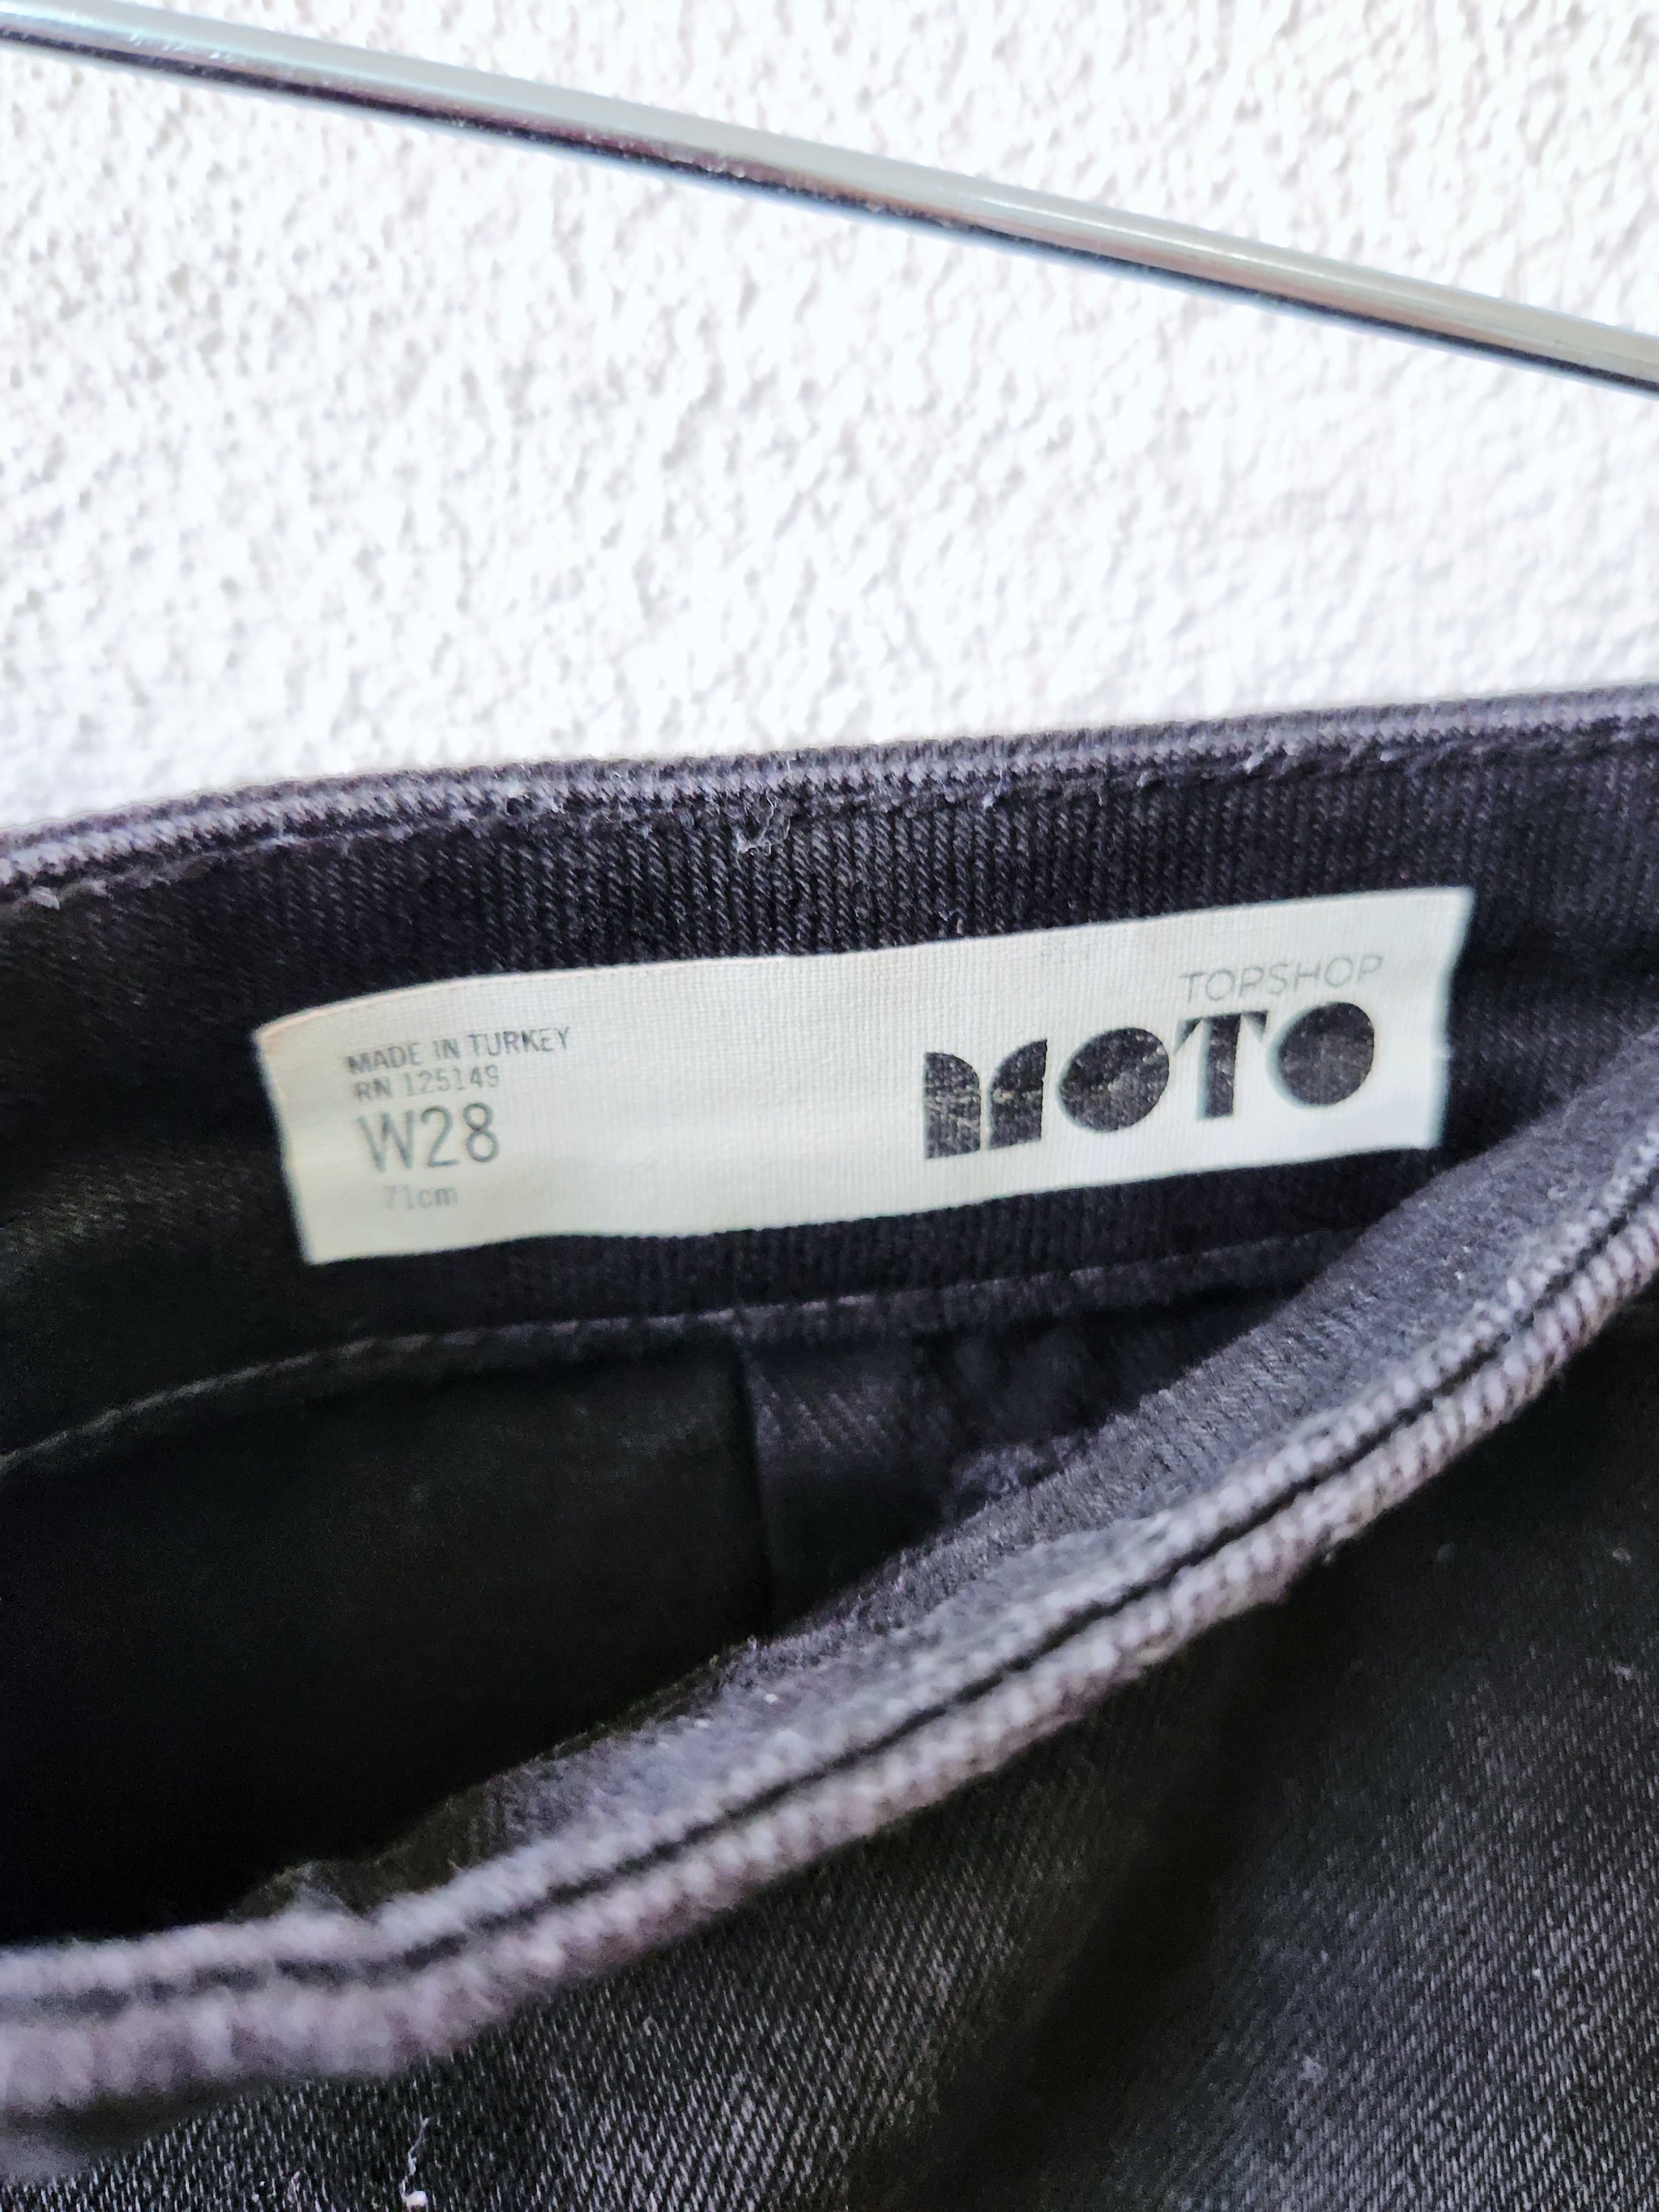 MADE IN TURKEY
RN 125149
W28
71cm
TOPSHOP
MOTO